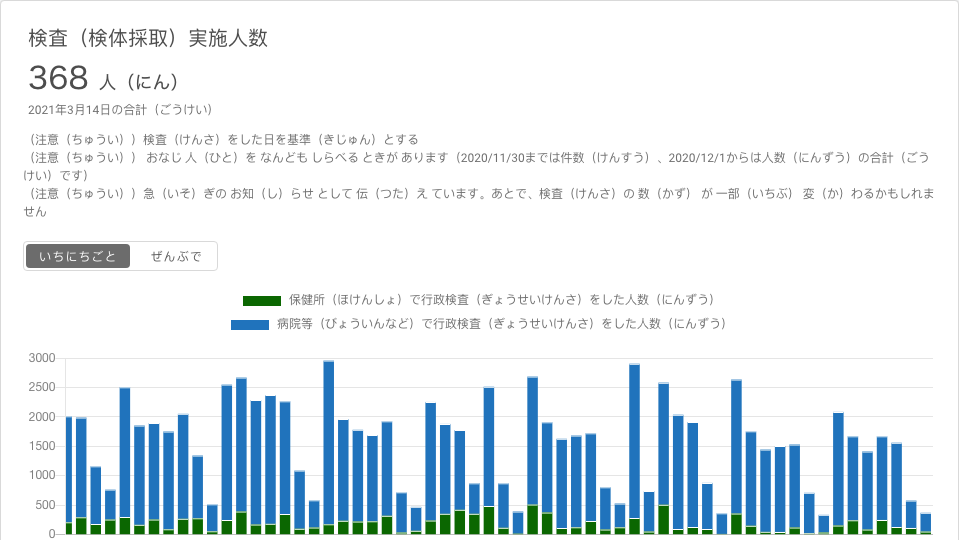 検査（検体採取）実施人数
368 人（にん）
2021年3月14日の合計（ごうけい）
（注意（ちゅうい））検査（けんさ）をした日を基準（きじゅん）とする
（注意（ちゅうい）） おなじ 人（ひと）を なんども しらべる ときが あります（2020/11/30までは件数（けんすう）、2020/12/1からは人数（にんずう）の合計（ごう
けい）です）
（注意（ちゅうい））急（いそ）ぎの お知（し）らせ として 伝（つた）え ています。あとで、検査（けんさ）の 数（かず） が 一部（いちぶ） 変（か）わるかもしれま
せん
いちにちごと ぜんぶで
保健所（ほけんしょ）で行政検査（ぎょうせいけんさ）をした人数（にんずう）
病院等（びょういんなど）で行政検査（ぎょうせいけんさ）をした人数（にんずう）
3000
2500
2000
1500
1000
500
0